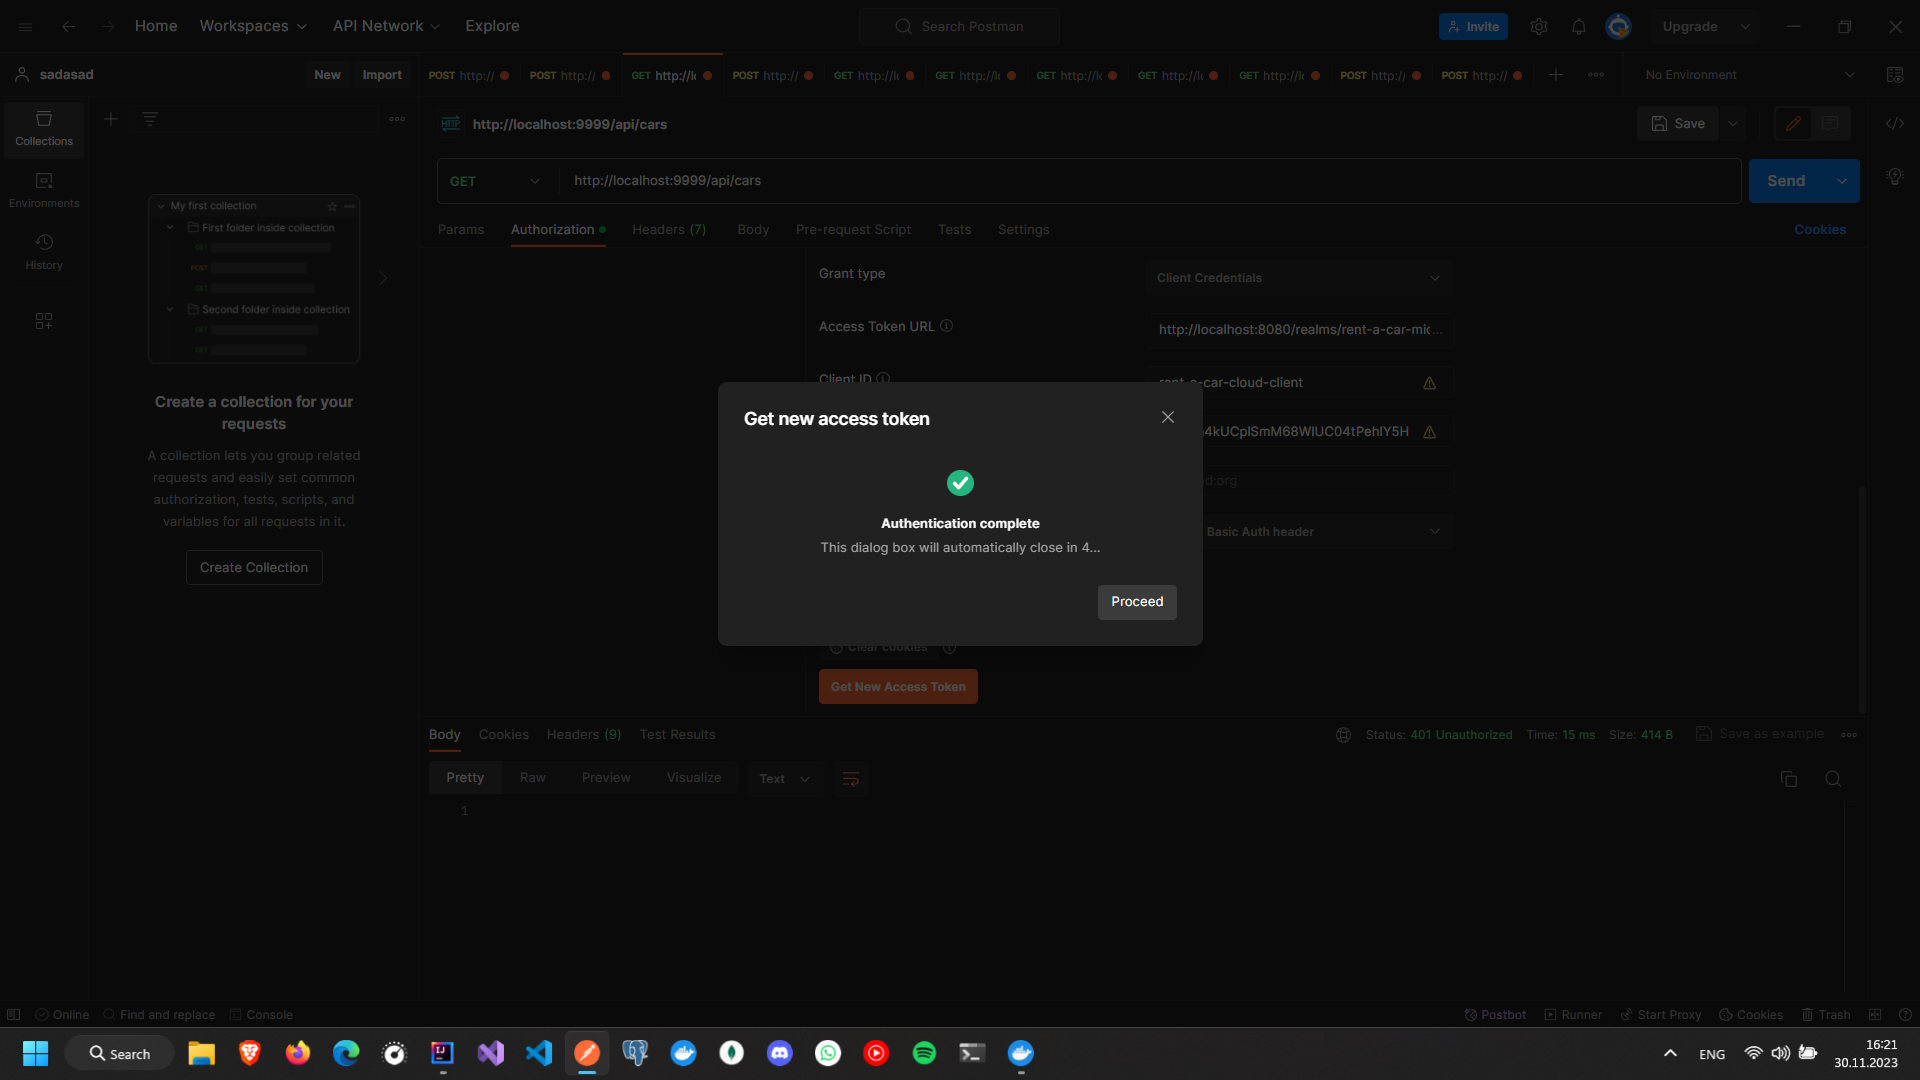 Home
Workspaces
API Network
Explore
Search Postman
Invite
Upgrade
sadasad
New
Import
POST http://
POST http:/
GET http://l
POST http:/
GET http://l
GET http://l
GET http://l
GET http://l
GET http://l
POST http:/
POST http:/
No Environment
Collections
Environments
History
My first collection
First folder inside collection
GET
POST
GET
Second folder inside collection
GET
GET
Create a collection for your
requests
A collection lets you group related
requests and easily set common
authorization, tests, scripts, and
variables for all requests in it.
Create Collection
HTTP
http://localhost:9999/api/cars
Save
GET
http://localhost:9999/api/cars
Send
Params
Authorization
Headers (7)
Body
Pre-request Script
Tests
Settings
Cookies
Grant type
Client Credentials
Access Token URL
http://localhost:8080/realms/rent-a-car-mic...
Client ID
rent-a-car-cloud-client
d:org
Basic Auth header
Get new access token
Authentication complete
This dialog box will automatically close in 4...
Proceed
Clear cookies
Get New Access Token
Body
Cookies
Headers (9)
Test Results
Status: 401 Unauthorized
Time: 15 ms
Size: 414 B
Save as example
Pretty
Raw
Preview
Visualize
Text
1
Online
Find and replace
Console
Postbot
Runner
Start Proxy
Cookies
Trash
Search
ENG
16:21
30.11.2023